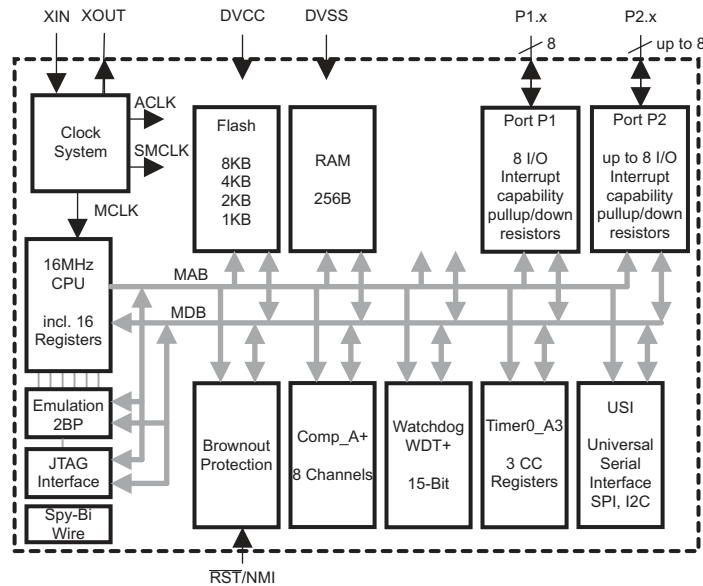 XIN XOUT DVCC DVSS P1.x P2.x
8 up to 8
Clock
System
ACLK
SMCLK
MCLK
Flash
8KB
4KB
2KB
1KB
RAM
256B
Port P1
8 I/O
Interrupt
capability
pullup/down
resistors
Port P2
up to 8 I/O
Interrupt
capability
pullup/down
resistors
16MHz
CPU
incl. 16
Registers
MAB
MDB
Emulation
2BP
JTAG
Interface
Spy-Bi
Wire
Brownout
Protection
Comp_A+
8 Channels
Watchdog
WDT+
15-Bit
Timer0_A3
3 CC
Registers
USI
Universal
Serial
Interface
SPI, I2C
RST/NMI